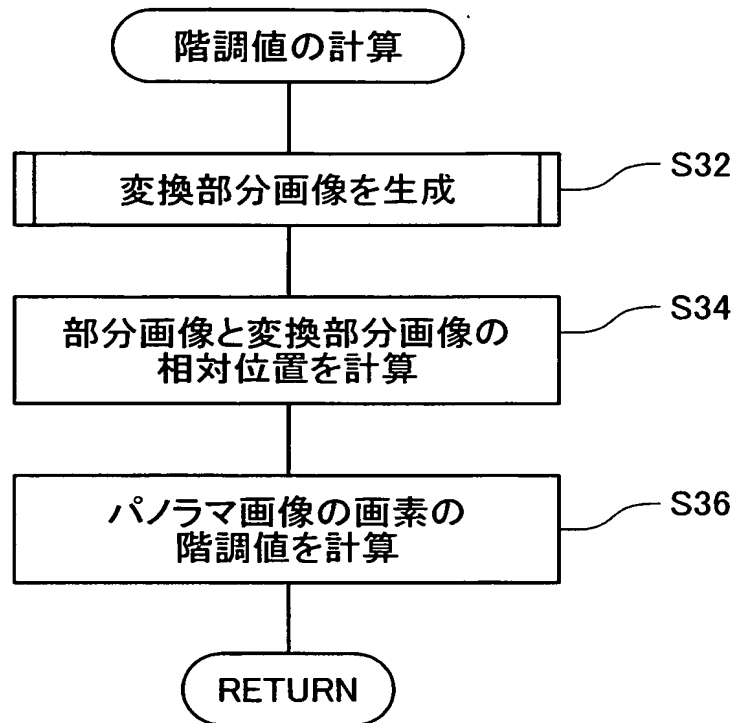 階調値の計算
変換部分画像を生成
S32
部分画像と変換部分画像の
相対位置を計算
S34
パノラマ画像の画素の
階調値を計算
S36
RETURN